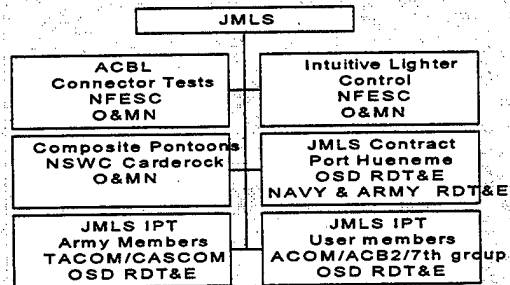 JMLS
ACBL
Connector Tests
NFESC
O&MN
Intuitive Lighter
Control
NFESC
O&MN
Composite Pontoons
NSWC Carderock
O&MN
JMLS Contract
Port Hueneme
OSD RDT&E
NAVY & ARMY RDT&E
JMLS IPT
Army Members
TACOM/CASCOM
OSD RDT&E
JMLS IPT
User members
ACOM/ACB2/7th group
OSD RDT&E